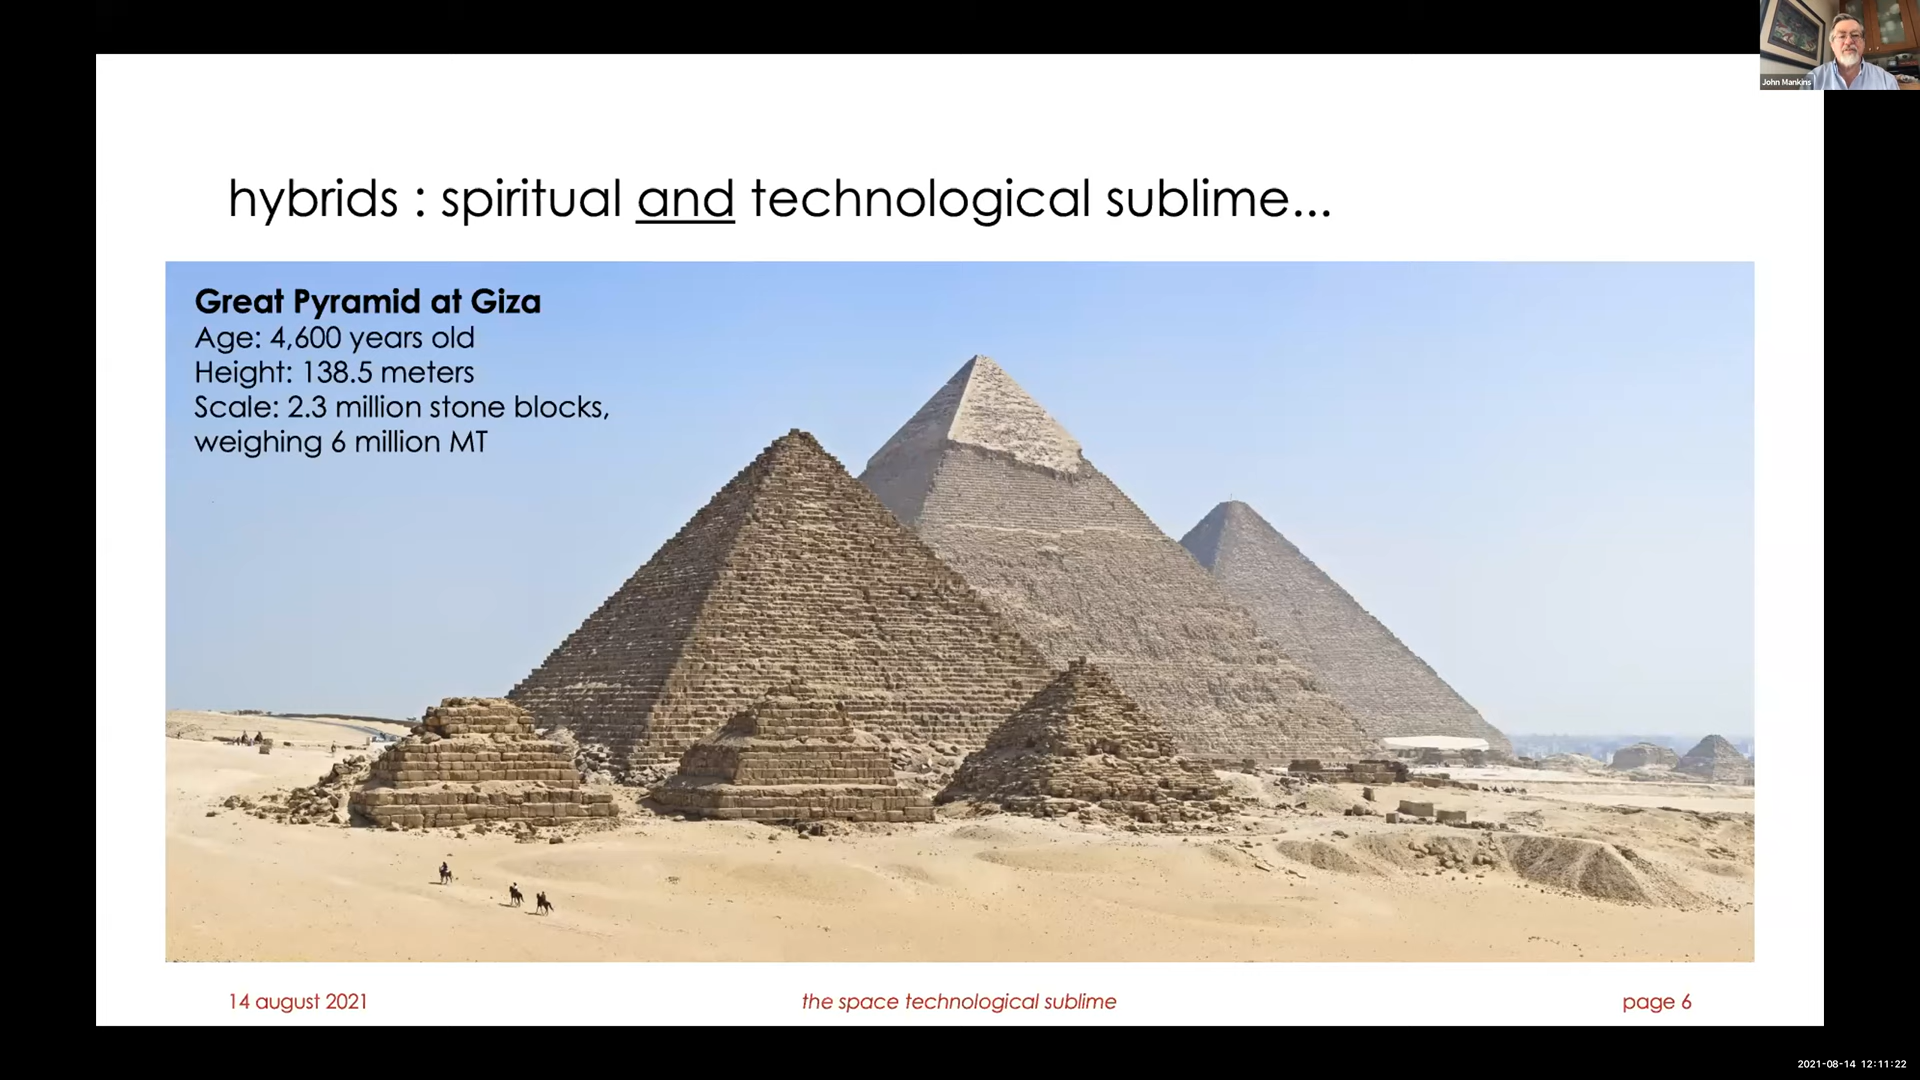 John Mankins
hybrids : spiritual and technological sublime...
Great Pyramid at Giza
Age: 4,600 years old
Height: 138.5 meters
Scale: 2.3 million stone blocks,
weighing 6 million MT
14 august 2021
the space technological sublime
page 6
2021-08-14 12:11:22